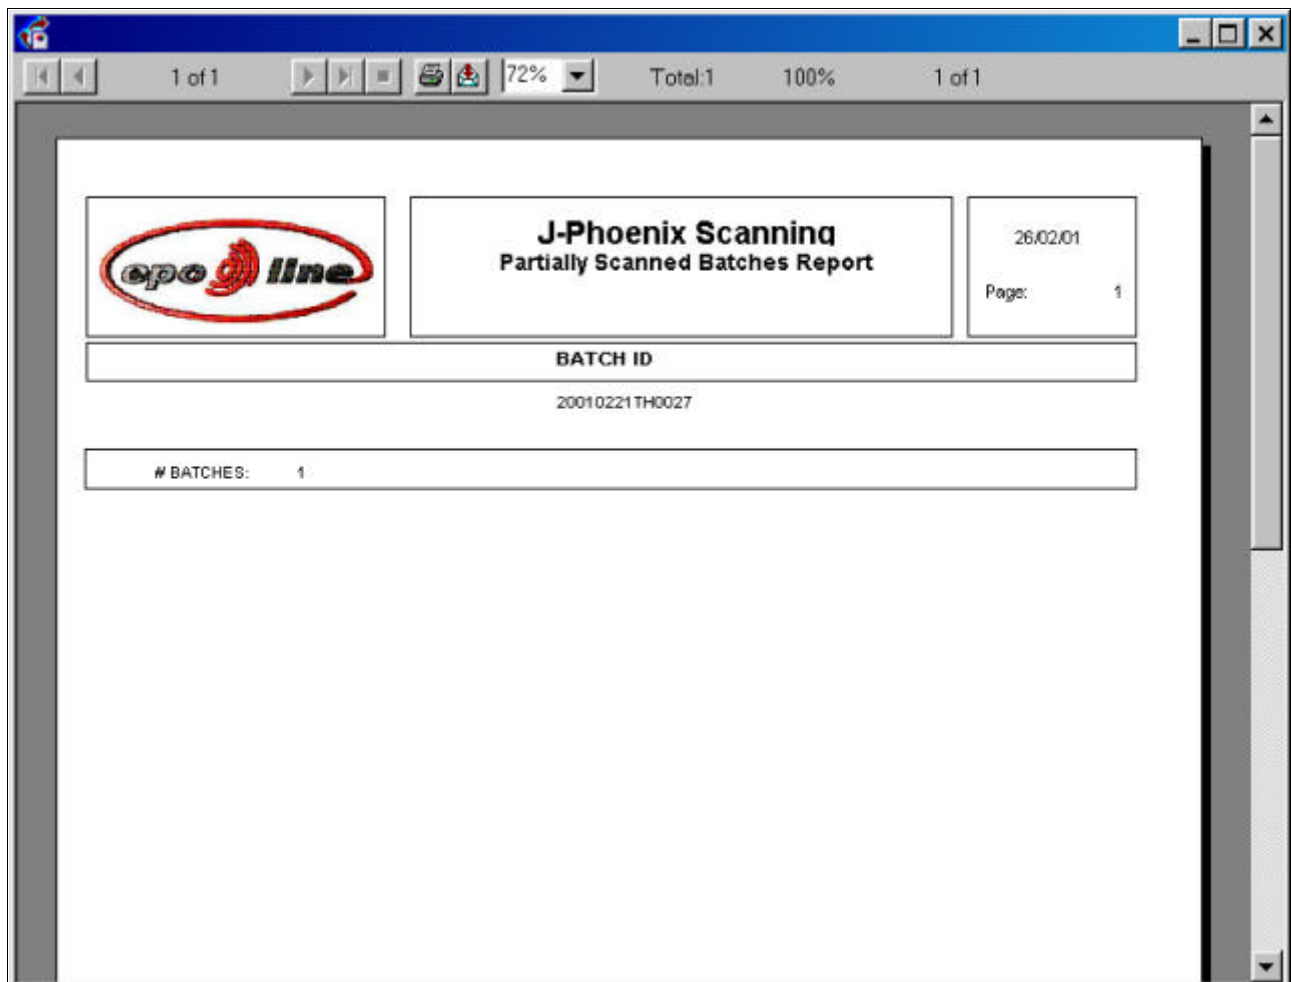 1 of 1 72% Total:1 100% 1 of 1
epo line
J-Phoenix Scanning
Partially Scanned Batches Report
26/02/01
Page: 1
BATCH ID
20010221TH0027
# BATCHES: 1